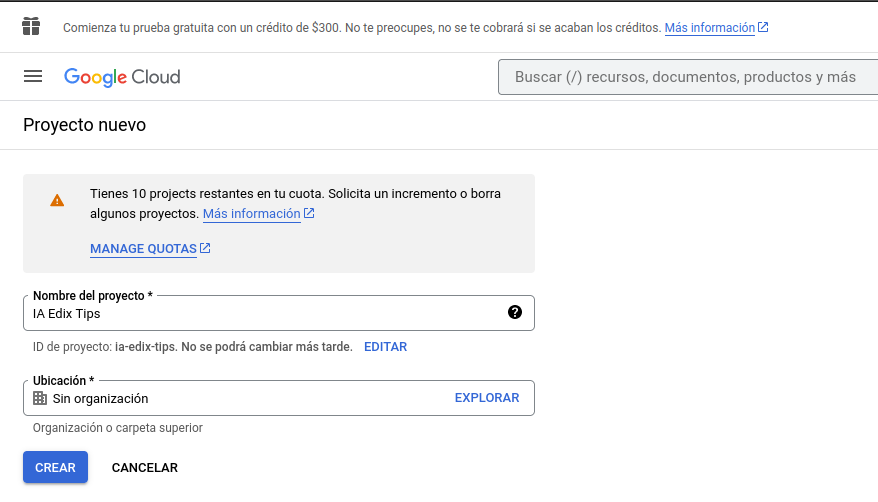 Comienza tu prueba gratuita con un crédito de $300. No te preocupes, no se te cobrará si se acaban los créditos. Más información
Google Cloud
Buscar (/) recursos, documentos, productos y más
Proyecto nuevo
Tienes 10 projects restantes en tu cuota. Solicita un incremento o borra
algunos proyectos. Más información
MANAGE QUOTAS
Nombre del proyecto *
IA Edix Tips
ID de proyecto: ia-edix-tips. No se podrá cambiar más tarde. EDITAR
Ubicación *
Sin organización EXPLORAR
Organización o carpeta superior
CREAR CANCELAR